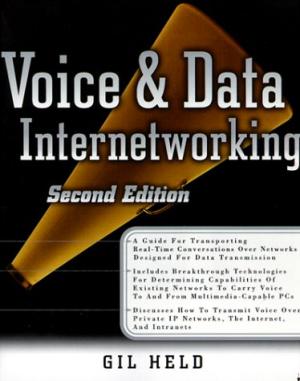 Voice & Data
Internetworking
Second Edition
- A Guide For Transporting
Real-Time Conversations Over Networks
Designed For Data Transmission
- Includes Breakthrough Technologies
For Determining Capabilities Of
Existing Networks To Carry Voice
To And From Multimedia-Capable PCs
- Discusses How To Transmit Voice Over
Private IP Networks, The Internet,
And Intranets
GIL HELD